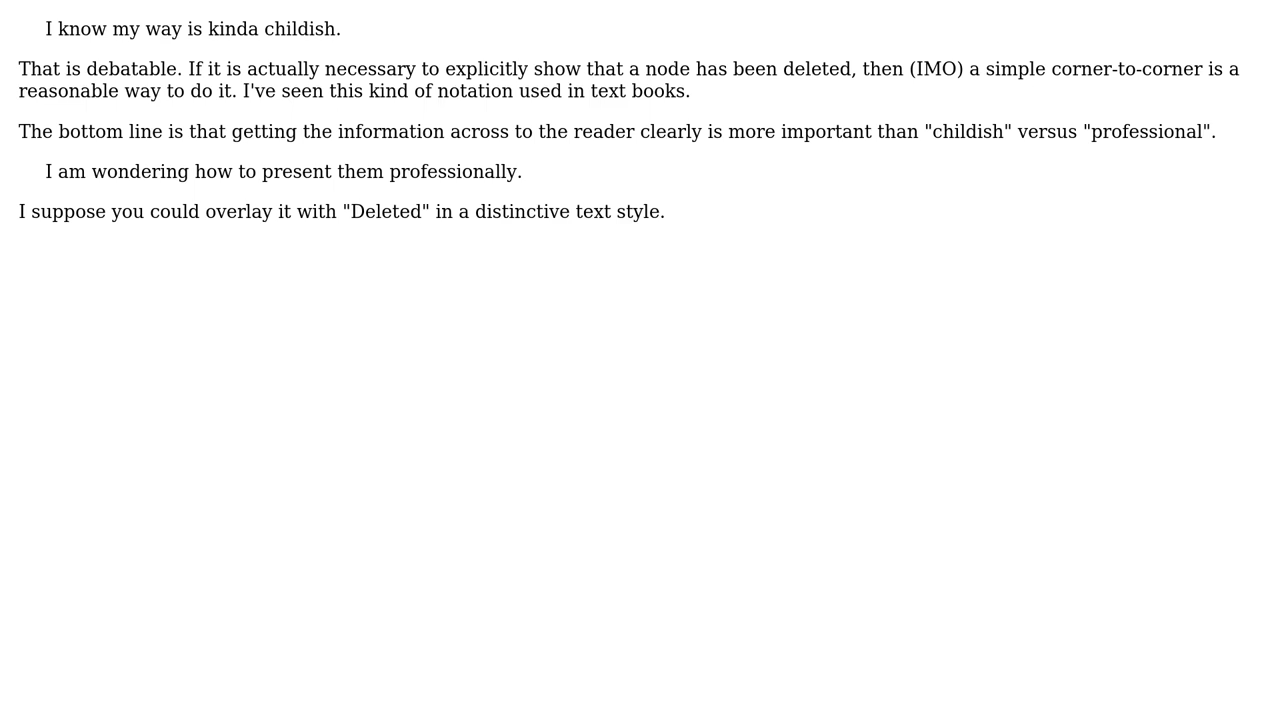 I know my way is kinda childish.
That is debatable. If it is actually necessary to explicitly show that a node has been deleted, then (IMO) a simple corner-to-corner is a
reasonable way to do it. I've seen this kind of notation used in text books.
The bottom line is that getting the information across to the reader clearly is more important than "childish" versus "professional".
I am wondering how to present them professionally.
I suppose you could overlay it with "Deleted" in a distinctive text style.